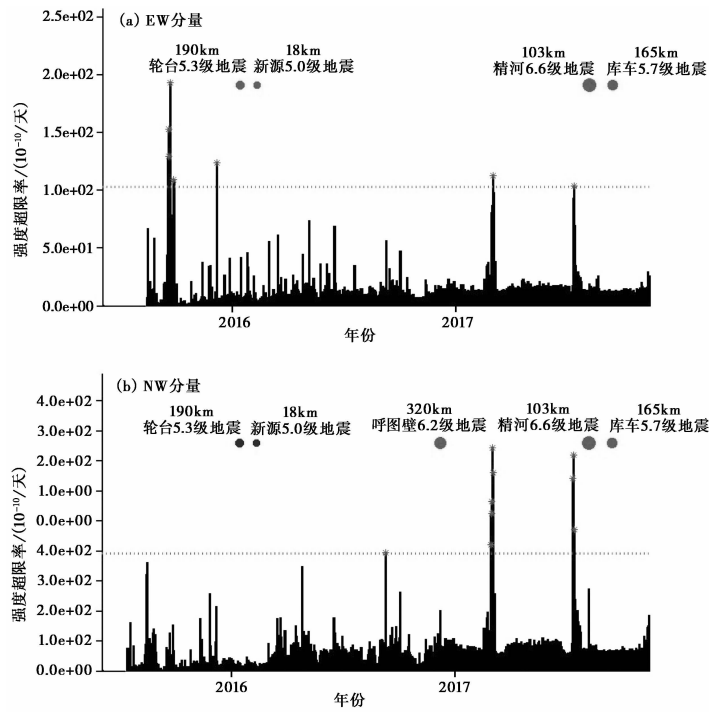 (a) EW分量
2.5e+02
2.0e+02
1.5e+02
1.0e+02
5.0e+01
0.0e+00
强度超限率/(10⁻¹⁰/天)
190km
轮台5.3级地震
18km
新源5.0级地震
103km
精河6.6级地震
165km
库车5.7级地震
2016
2017
年份
(b) NW分量
4.0e+02
3.0e+02
2.0e+02
1.0e+00
0.0e+00
4.0e+02
3.0e+02
2.0e+02
1.0e+02
0.0e+00
强度超限率/(10⁻¹⁰/天)
190km
轮台5.3级地震
18km
新源5.0级地震
320km
呼图壁6.2级地震
103km
精河6.6级地震
165km
库车5.7级地震
2016
2017
年份